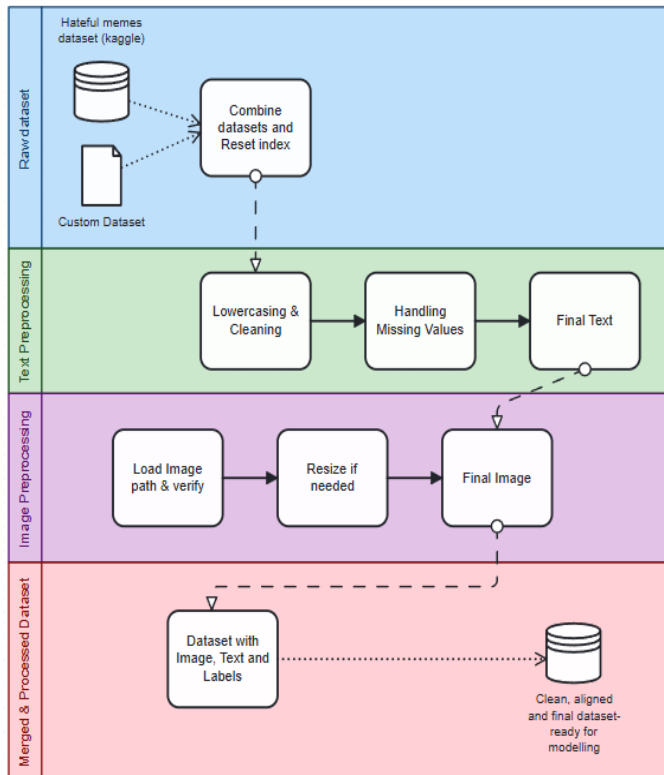 Raw dataset
Hateful memes
dataset (kaggle)
Custom Dataset
Combine
datasets and
Reset index
Text Preprocessing
Lowercasing &
Cleaning
Handling
Missing Values
Final Text
Image Preprocessing
Load Image
path & verify
Resize if
needed
Final Image
Merged & Processed Dataset
Dataset with
Image, Text and
Labels
Clean, aligned
and final dataset-
ready for
modelling